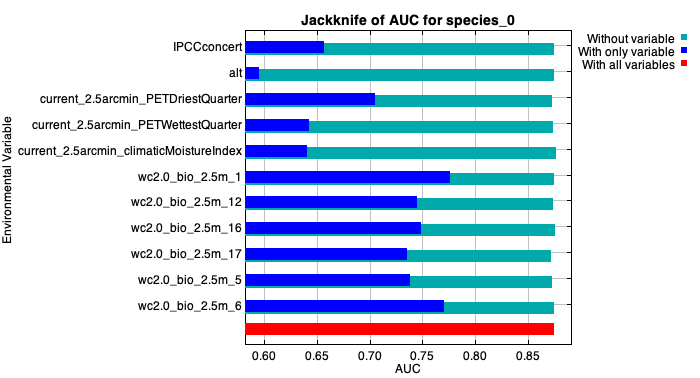 Jackknife of AUC for species_0
Without variable
With only variable
With all variables
Environmental Variable
IPCCconcert
alt
current_2.5arcmin_PETDriestQuarter
current_2.5arcmin_PETWettestQuarter
current_2.5arcmin_climaticMoistureIndex
wc2.0_bio_2.5m_1
wc2.0_bio_2.5m_12
wc2.0_bio_2.5m_16
wc2.0_bio_2.5m_17
wc2.0_bio_2.5m_5
wc2.0_bio_2.5m_6
0.60 0.65 0.70 0.75 0.80 0.85
AUC